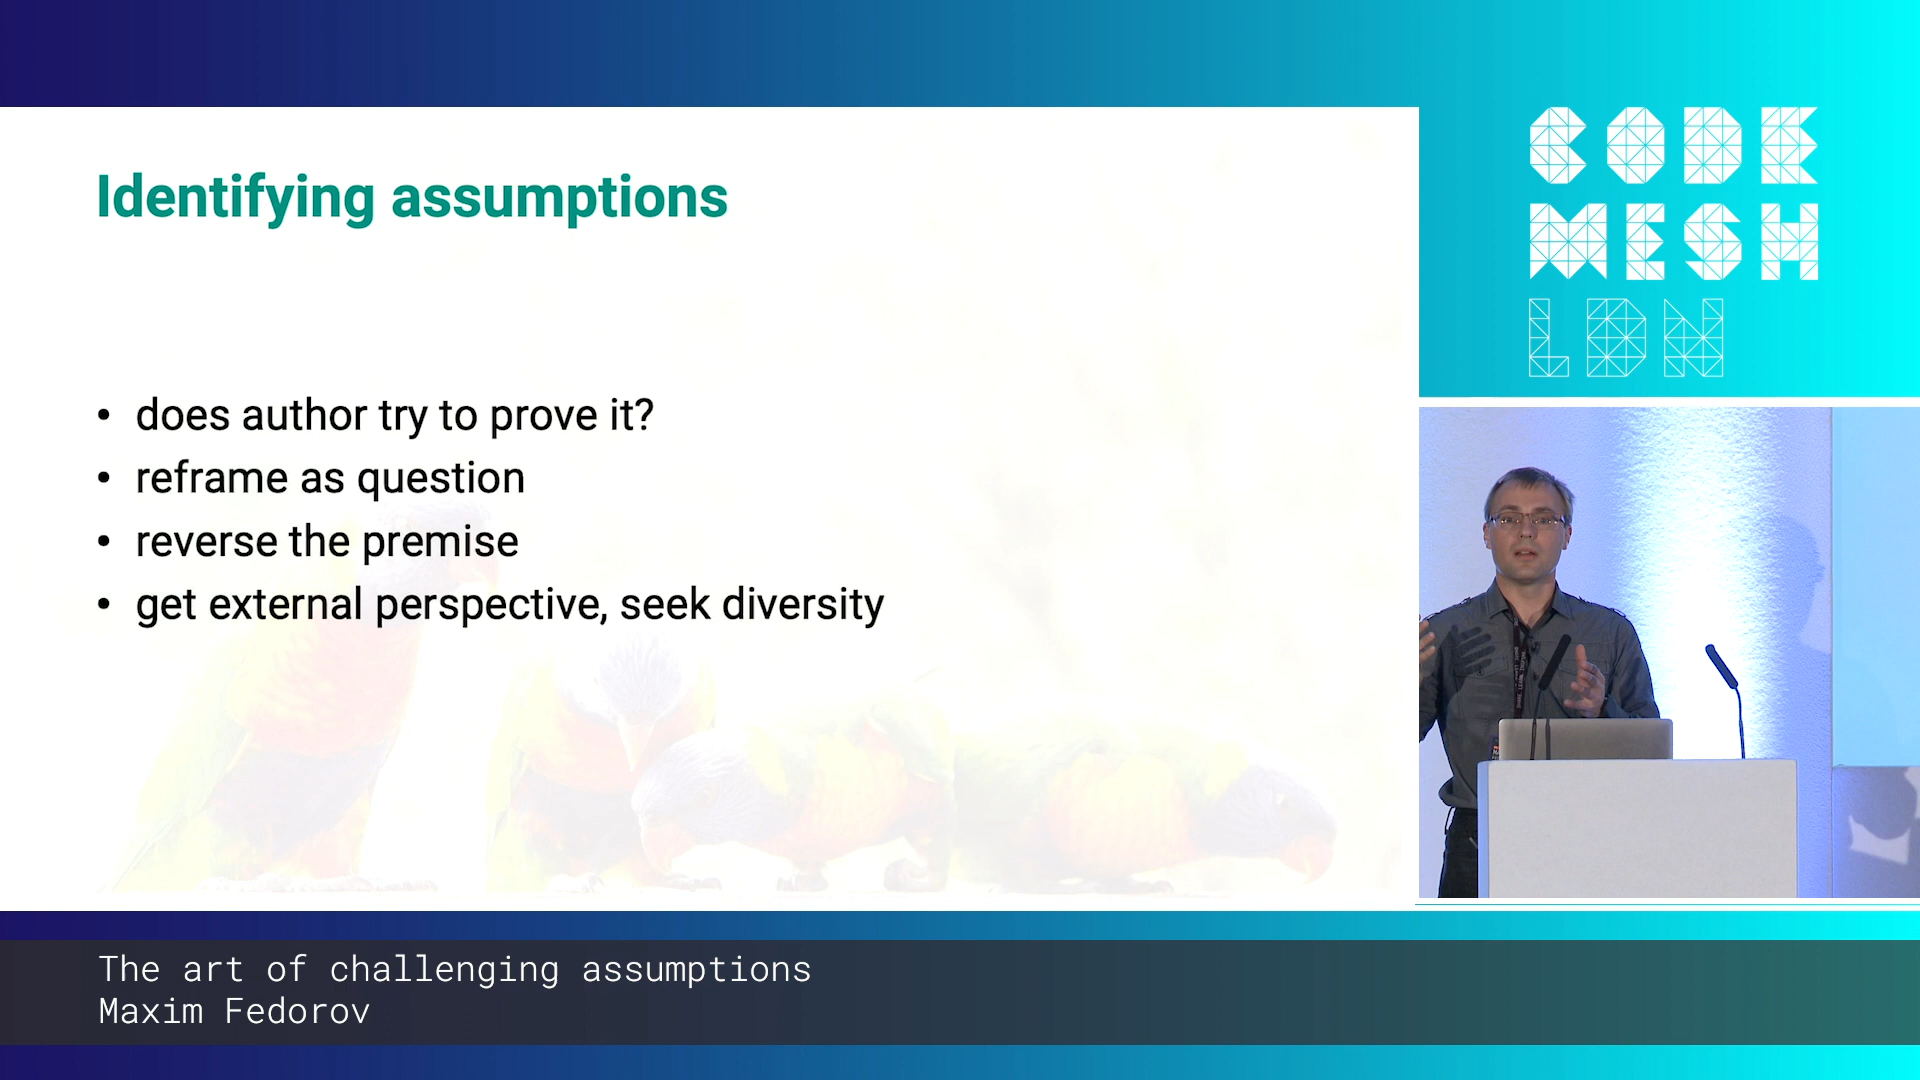 Identifying assumptions
• does author try to prove it?
• reframe as question
• reverse the premise
• get external perspective, seek diversity
CODE
MESH
LDN
The art of challenging assumptions
Maxim Fedorov